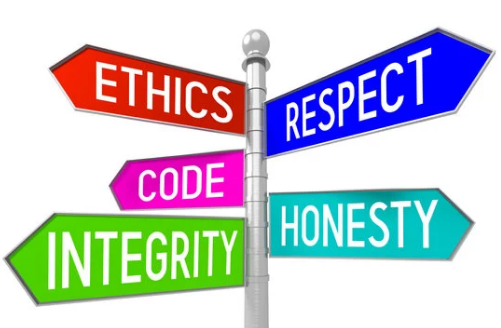 ETHICS
RESPECT
CODE
HONESTY
INTEGRITY